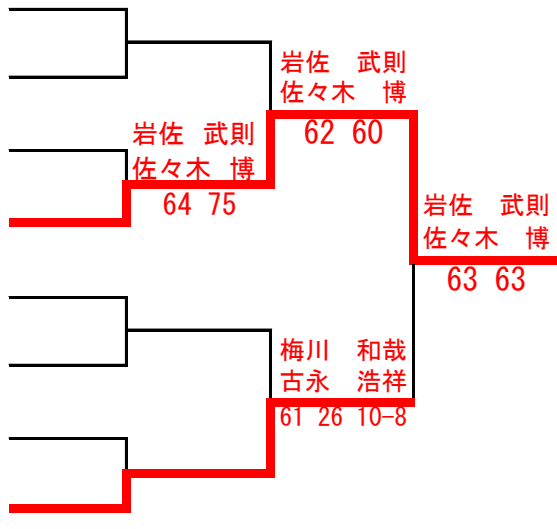 岩佐　武則
佐々木　博
62 60
岩佐　武則
佐々木　博
64 75
岩佐　武則
佐々木　博
63 63
梅川　和哉
古永　浩祥
61 26 10-8